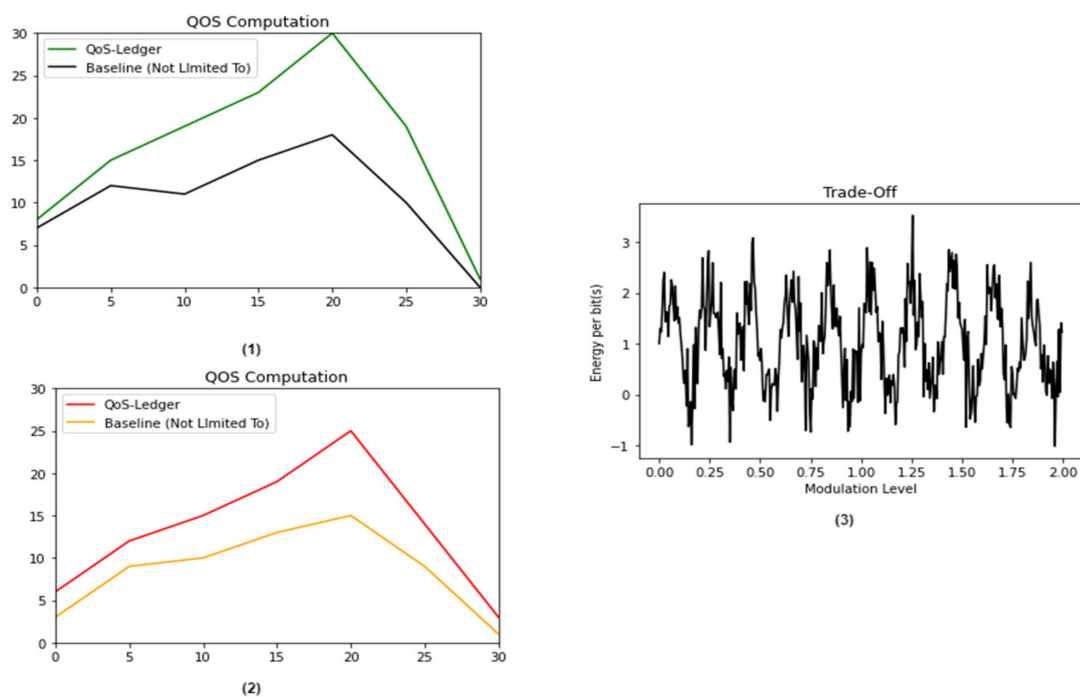 QOS Computation
30
25
20
15
10
5
0
QoS-Ledger
Baseline (Not LImited To)
0 5 10 15 20 25 30
(1)
QOS Computation
30
25
20
15
10
5
0
QoS-Ledger
Baseline (Not LImited To)
0 5 10 15 20 25 30
(2)
Trade-Off
Energy per bit(s)
3
2
1
0
−1
0.00 0.25 0.50 0.75 1.00 1.25 1.50 1.75 2.00
Modulation Level
(3)